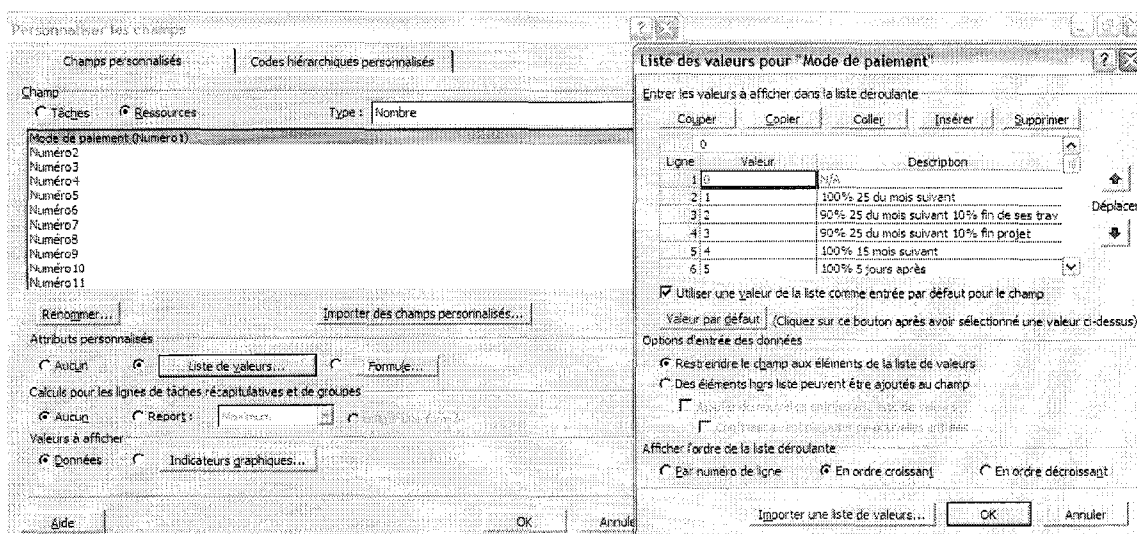 Personnaliser les champs
Champs personnalisés
Codes hiérarchiques personnalisés
Champ
Tâches
Ressources
Type :
Nombre
Mode de paiement (Numéro1)
Numéro2
Numéro3
Numéro4
Numéro5
Numéro6
Numéro7
Numéro8
Numéro9
Numéro10
Numéro11
Renommer...
Importer des champs personnalisés...
Attributs personnalisés
Aucun
Liste de valeurs...
Formule...
Calculs pour les lignes de tâches récapitulatives et de groupes
Aucun
Report :
Maximum
Valeurs à afficher
Données
Indicateurs graphiques...
Aide
OK
Annule
Liste des valeurs pour "Mode de paiement"
Entrer les valeurs à afficher dans la liste déroulante
Couper
Copier
Coller
Insérer
Supprimer
0
Ligne
Valeur
Description
1 0 N/A
2 1 100% 25 du mois suivant
3 2 90% 25 du mois suivant 10% fin de ses trav
4 3 90% 25 du mois suivant 10% fin projet
5 4 100% 15 mois suivant
6 5 100% 5 jours après
Déplacer
Utiliser une valeur de la liste comme entrée par défaut pour le champ
Valeur par défaut
(Cliquez sur ce bouton après avoir sélectionné une valeur ci-dessus)
Options d'entrée des données
Restreindre le champ aux éléments de la liste de valeurs
Des éléments hors liste peuvent être ajoutés au champ
Afficher l'ordre de la liste déroulante
Par numéro de ligne
En ordre croissant
En ordre décroissant
Importer une liste de valeurs...
OK
Annuler